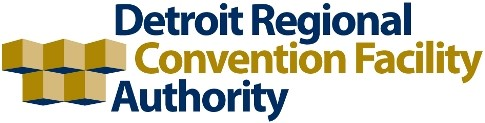 Detroit Regional
Convention Facility
Authority